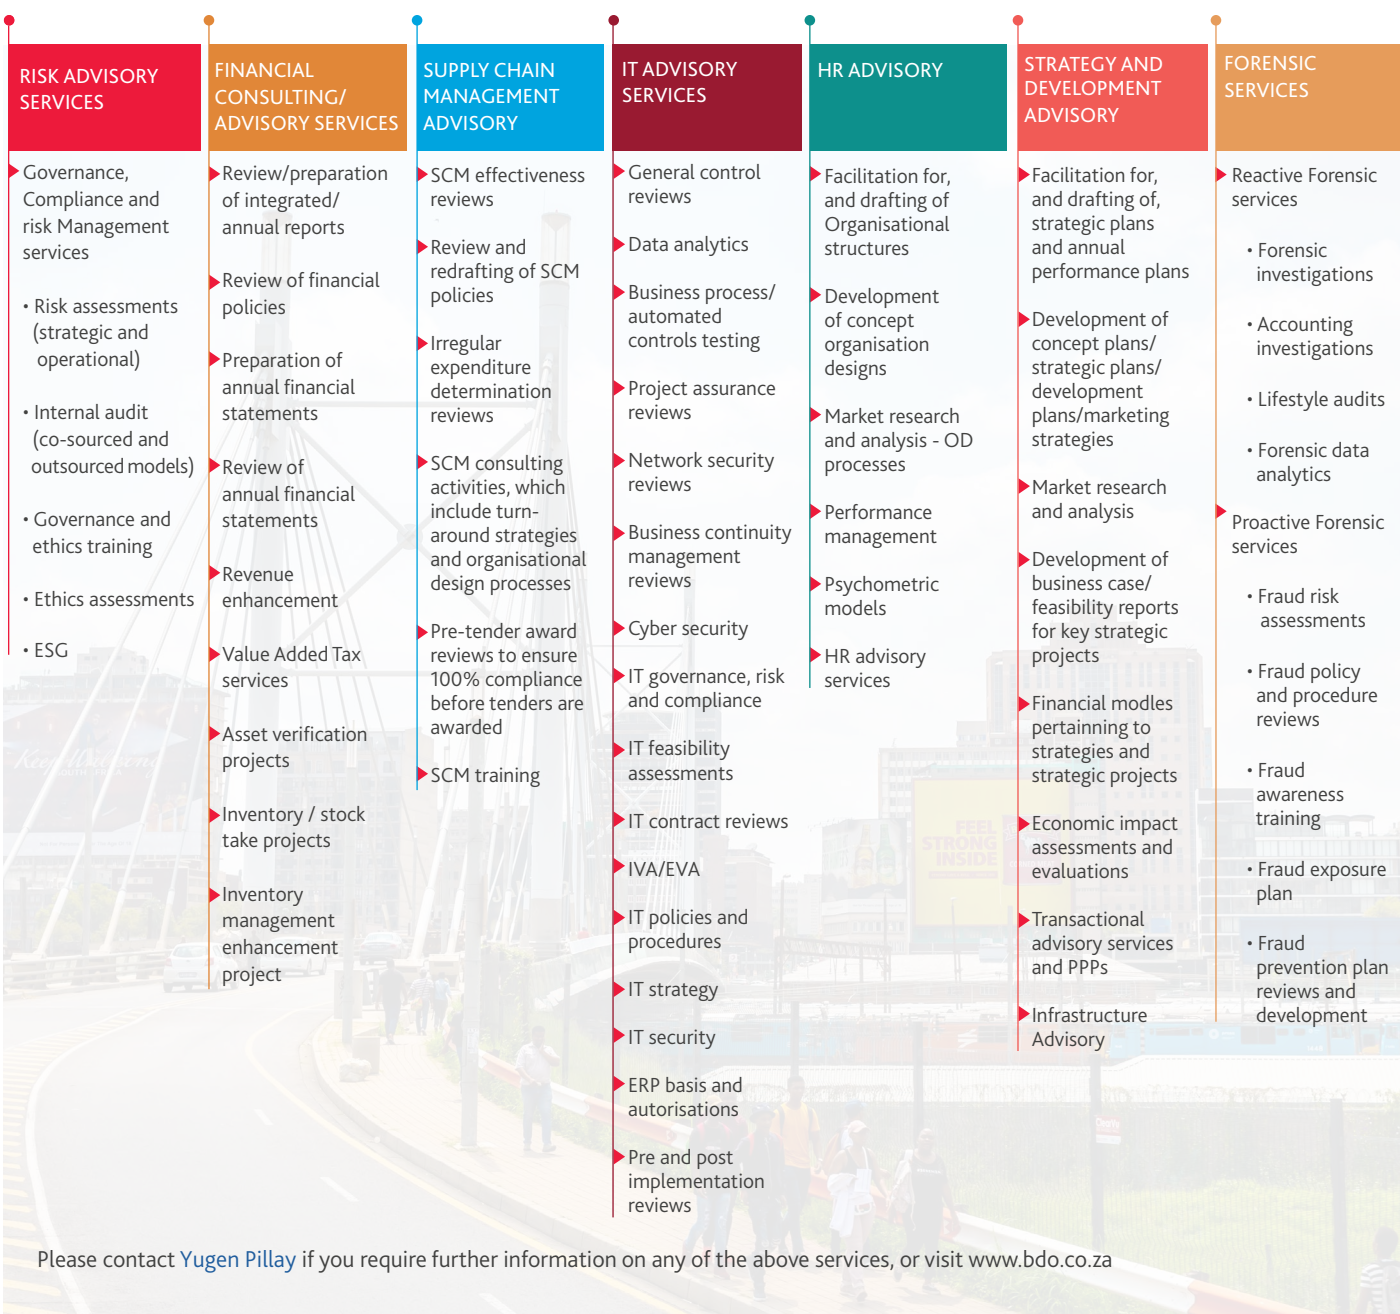 RISK ADVISORY
SERVICES
Governance,
Compliance and
risk Management
services
• Risk assessments
(strategic and
operational)
• Internal audit
(co-sourced and
outsourced models)
• Governance and
ethics training
• Ethics assessments
• ESG
FINANCIAL
CONSULTING/
ADVISORY SERVICES
Review/preparation
of integrated/
annual reports
Review of financial
policies
Preparation of
annual financial
statements
Review of
annual financial
statements
Revenue
enhancement
Value Added Tax
services
Asset verification
projects
Inventory / stock
take projects
Inventory
management
enhancement
project
SUPPLY CHAIN
MANAGEMENT
ADVISORY
SCM effectiveness
reviews
Review and
redrafting of SCM
policies
Irregular
expenditure
determination
reviews
SCM consulting
activities, which
include turn-
around strategies
and organisational
design processes
Pre-tender award
reviews to ensure
100% compliance
before tenders are
awarded
SCM training
IT ADVISORY
SERVICES
General control
reviews
Data analytics
Business process/
automated
controls testing
Project assurance
reviews
Network security
reviews
Business continuity
management
reviews
Cyber security
IT governance, risk
and compliance
IT feasibility
assessments
IT contract reviews
IVA/EVA
IT policies and
procedures
IT strategy
IT security
ERP basis and
autorisations
Pre and post
implementation
reviews
HR ADVISORY
Facilitation for,
and drafting of
Organisational
structures
Development
of concept
organisation
designs
Market research
and analysis - OD
processes
Performance
management
Psychometric
models
HR advisory
services
STRATEGY AND
DEVELOPMENT
ADVISORY
Facilitation for,
and drafting of,
strategic plans
and annual
performance plans
Development of
concept plans/
strategic plans/
development
plans/marketing
strategies
Market research
and analysis
Development of
business case/
feasibility reports
for key strategic
projects
Financial modles
pertainning to
strategies and
strategic projects
Economic impact
assessments and
evaluations
Transactional
advisory services
and PPPs
Infrastructure
Advisory
FORENSIC
SERVICES
Reactive Forensic
services
• Forensic
investigations
• Accounting
investigations
• Lifestyle audits
• Forensic data
analytics
Proactive Forensic
services
• Fraud risk
assessments
• Fraud policy
and procedure
reviews
• Fraud
awareness
training
• Fraud exposure
plan
• Fraud
prevention plan
reviews and
development
FEEL
STRONG
INSIDE
Please contact Yugen Pillay if you require further information on any of the above services, or visit www.bdo.co.za